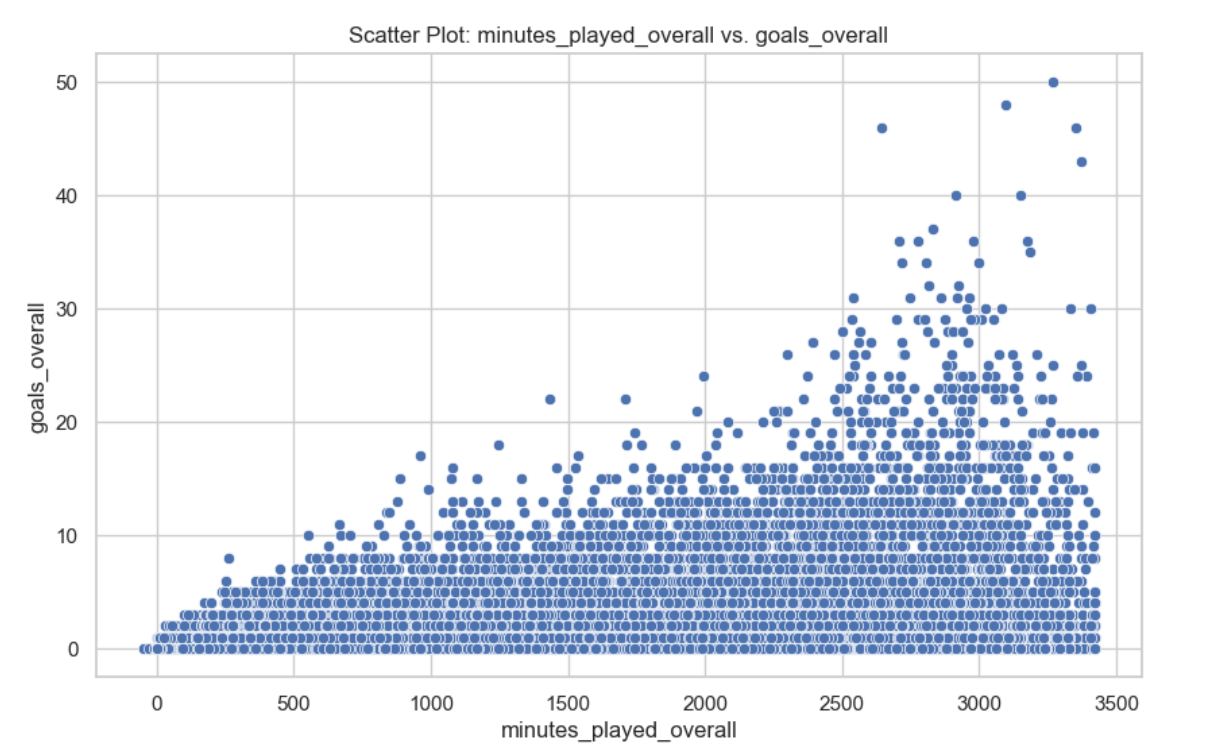 Scatter Plot: minutes_played_overall vs. goals_overall
50
40
30
20
10
0
goals_overall
0 500 1000 1500 2000 2500 3000 3500
minutes_played_overall